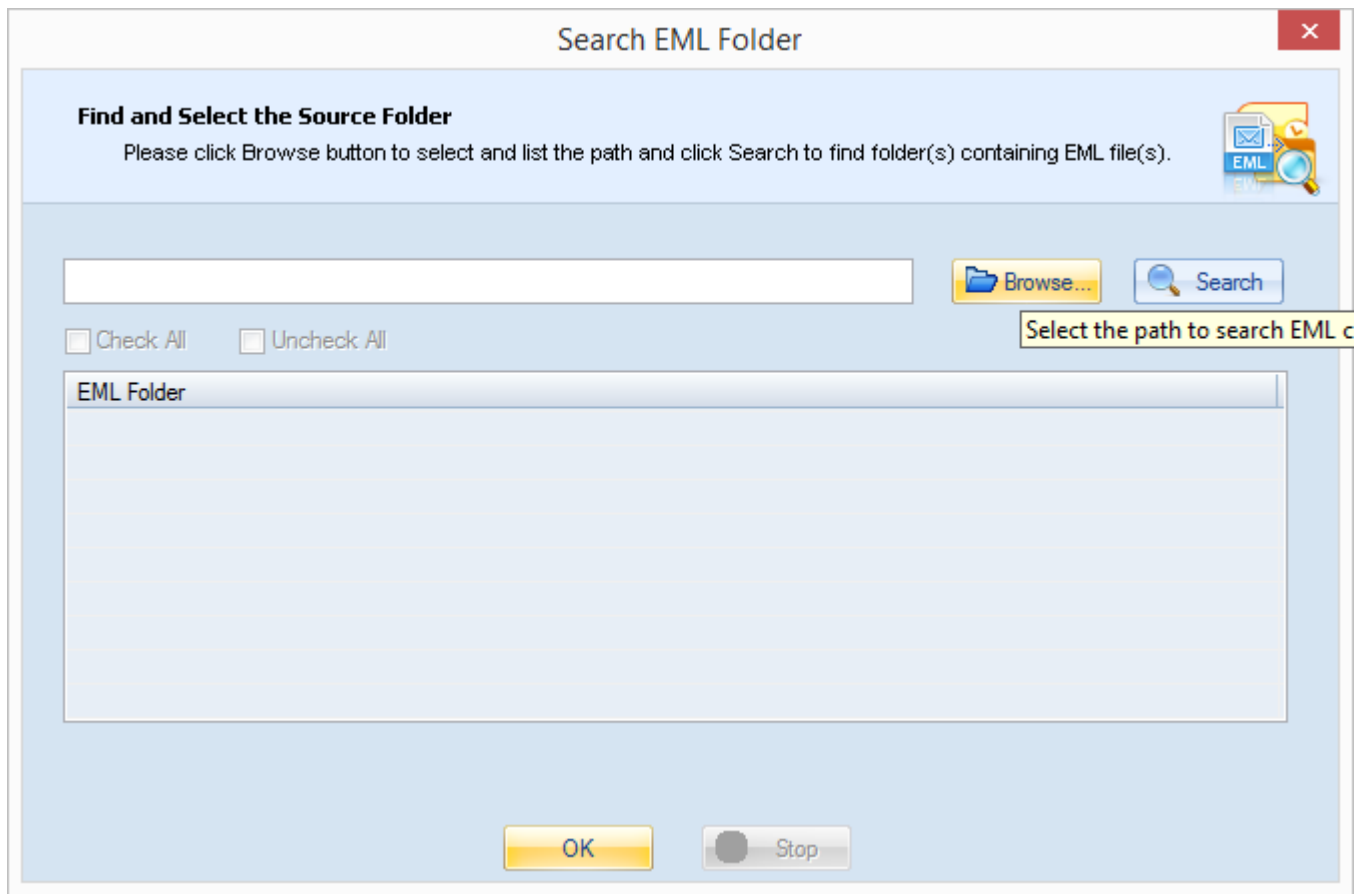 Search EML Folder
Find and Select the Source Folder
Please click Browse button to select and list the path and click Search to find folder(s) containing EML file(s).
EML
Browse...
Search
Select the path to search EML c
Check All
Uncheck All
EML Folder
OK
Stop